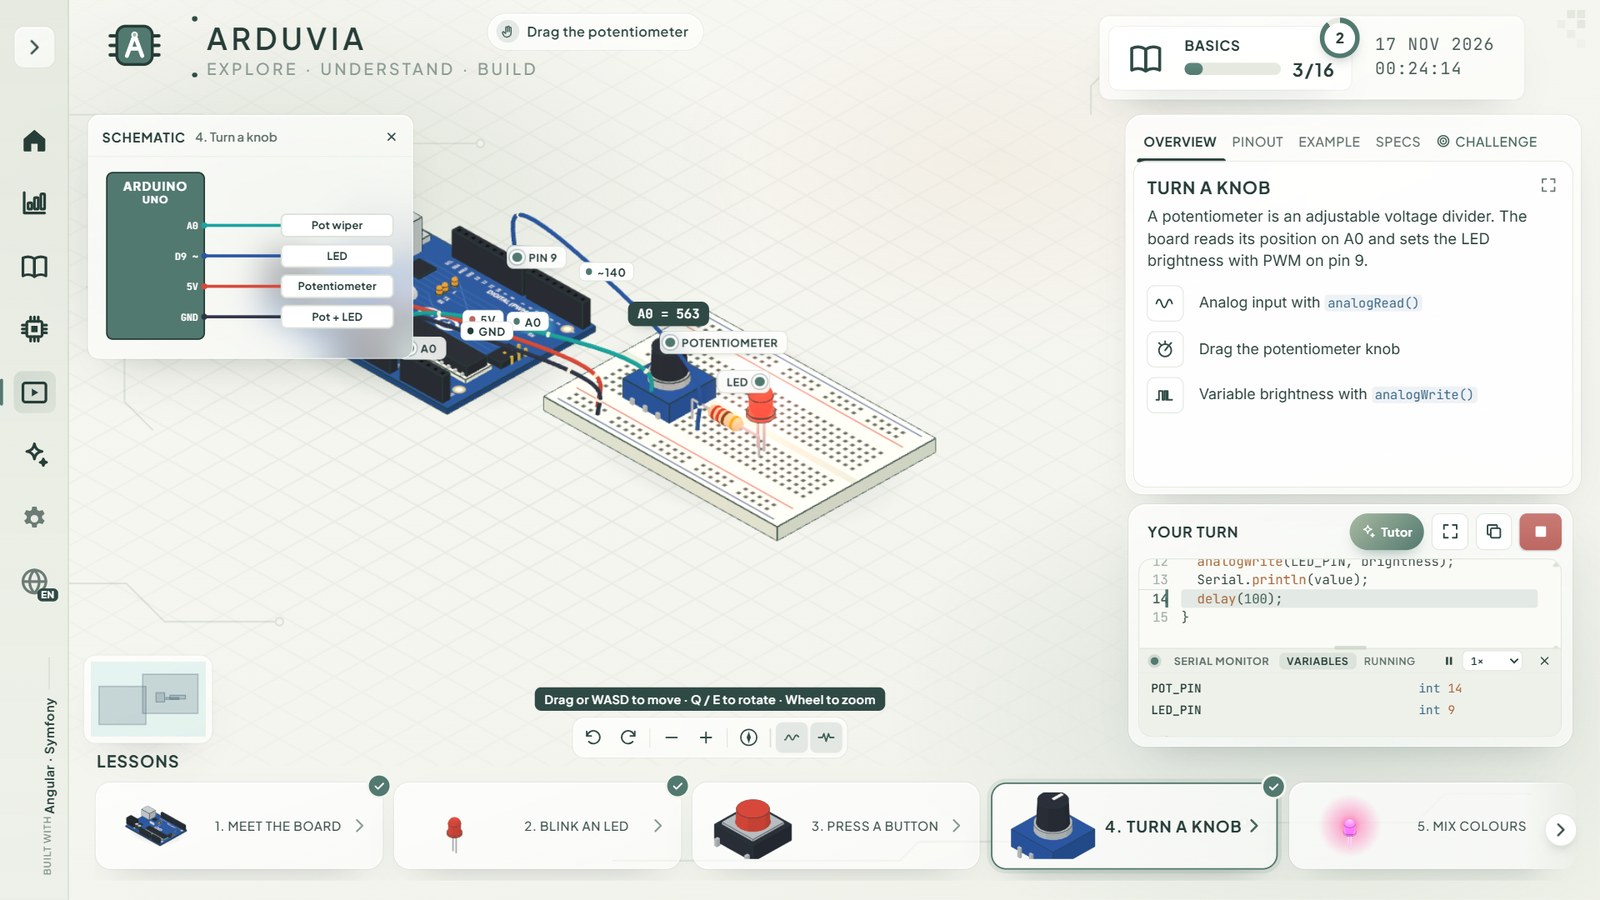 ARDUVIA
EXPLORE · UNDERSTAND · BUILD
Drag the potentiometer
BASICS
3/16
2
17 NOV 2026
00:24:14
SCHEMATIC 4. Turn a knob
ARDUINO
UNO
A0 Pot wiper
D9 ~ LED
5V Potentiometer
GND Pot + LED
PIN 9
~140
A0 = 563
5V
A0
GND
A0
POTENTIOMETER
LED
OVERVIEW PINOUT EXAMPLE SPECS CHALLENGE
TURN A KNOB
A potentiometer is an adjustable voltage divider. The
board reads its position on A0 and sets the LED
brightness with PWM on pin 9.
Analog input with analogRead()
Drag the potentiometer knob
Variable brightness with analogWrite()
YOUR TURN
Tutor
12 analogWrite(LED_PIN, brightness);
13 Serial.println(value);
14 delay(100);
15 }
SERIAL MONITOR VARIABLES RUNNING 1×
POT_PIN int 14
LED_PIN int 9
EN
BUILT WITH Angular · Symfony
Drag or WASD to move · Q / E to rotate · Wheel to zoom
LESSONS
1. MEET THE BOARD
2. BLINK AN LED
3. PRESS A BUTTON
4. TURN A KNOB
5. MIX COLOURS